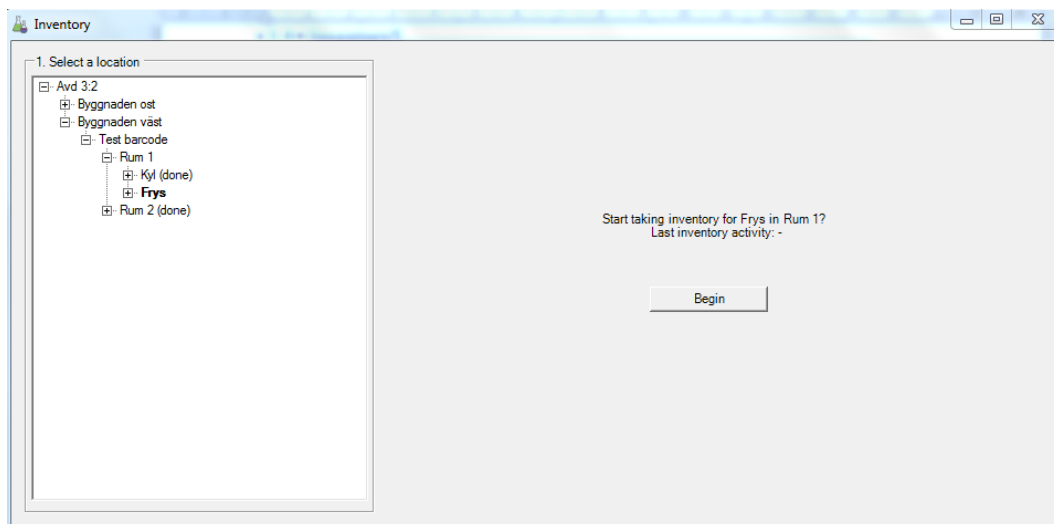 Inventory
1. Select a location
Avd 3:2
Byggnaden ost
Byggnaden väst
Test barcode
Rum 1
Kyl (done)
Frys
Rum 2 (done)
Start taking inventory for Frys in Rum 1?
Last inventory activity: -
Begin